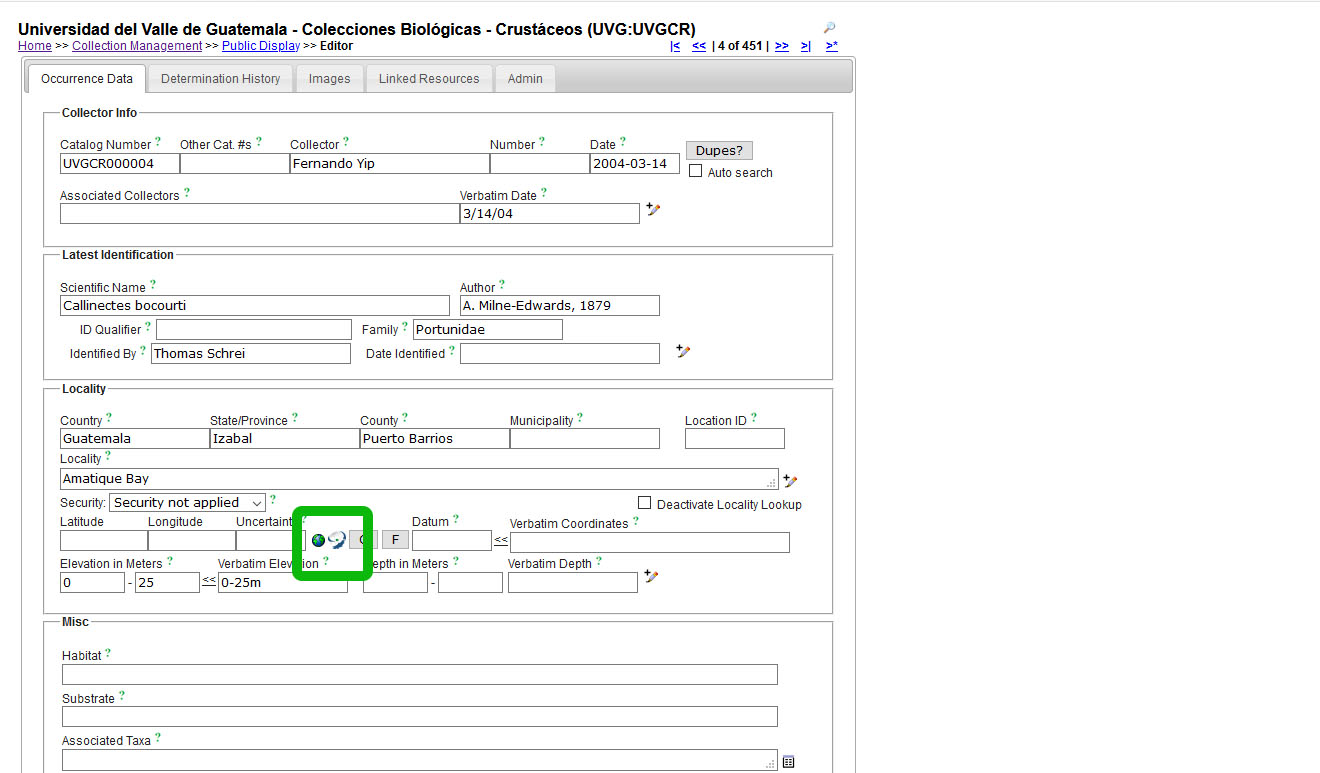 Universidad del Valle de Guatemala - Colecciones Biológicas - Crustáceos (UVG:UVGCR)
Home >> Collection Management >> Public Display >> Editor |< << | 4 of 451 | >> >| >*
Occurrence Data Determination History Images Linked Resources Admin
Collector Info
Catalog Number ? Other Cat. #s ? Collector ? Number ? Date ?
UVGCR000004 Fernando Yip 2004-03-14 Dupes?
Auto search
Associated Collectors ? Verbatim Date ?
3/14/04
Latest Identification
Scientific Name ? Author ?
Callinectes bocourti A. Milne-Edwards, 1879
ID Qualifier ? Family ? Portunidae
Identified By ? Thomas Schrei Date Identified ?
Locality
Country ? State/Province ? County ? Municipality ? Location ID ?
Guatemala Izabal Puerto Barrios
Locality ?
Amatique Bay
Security: Security not applied ? Deactivate Locality Lookup
Latitude Longitude Uncertaint ? Datum ? Verbatim Coordinates ?
F <<
Elevation in Meters ? Verbatim Elevation ? epth in Meters ? Verbatim Depth ?
0 - 25 << 0-25m -
Misc
Habitat ?
Substrate ?
Associated Taxa ?